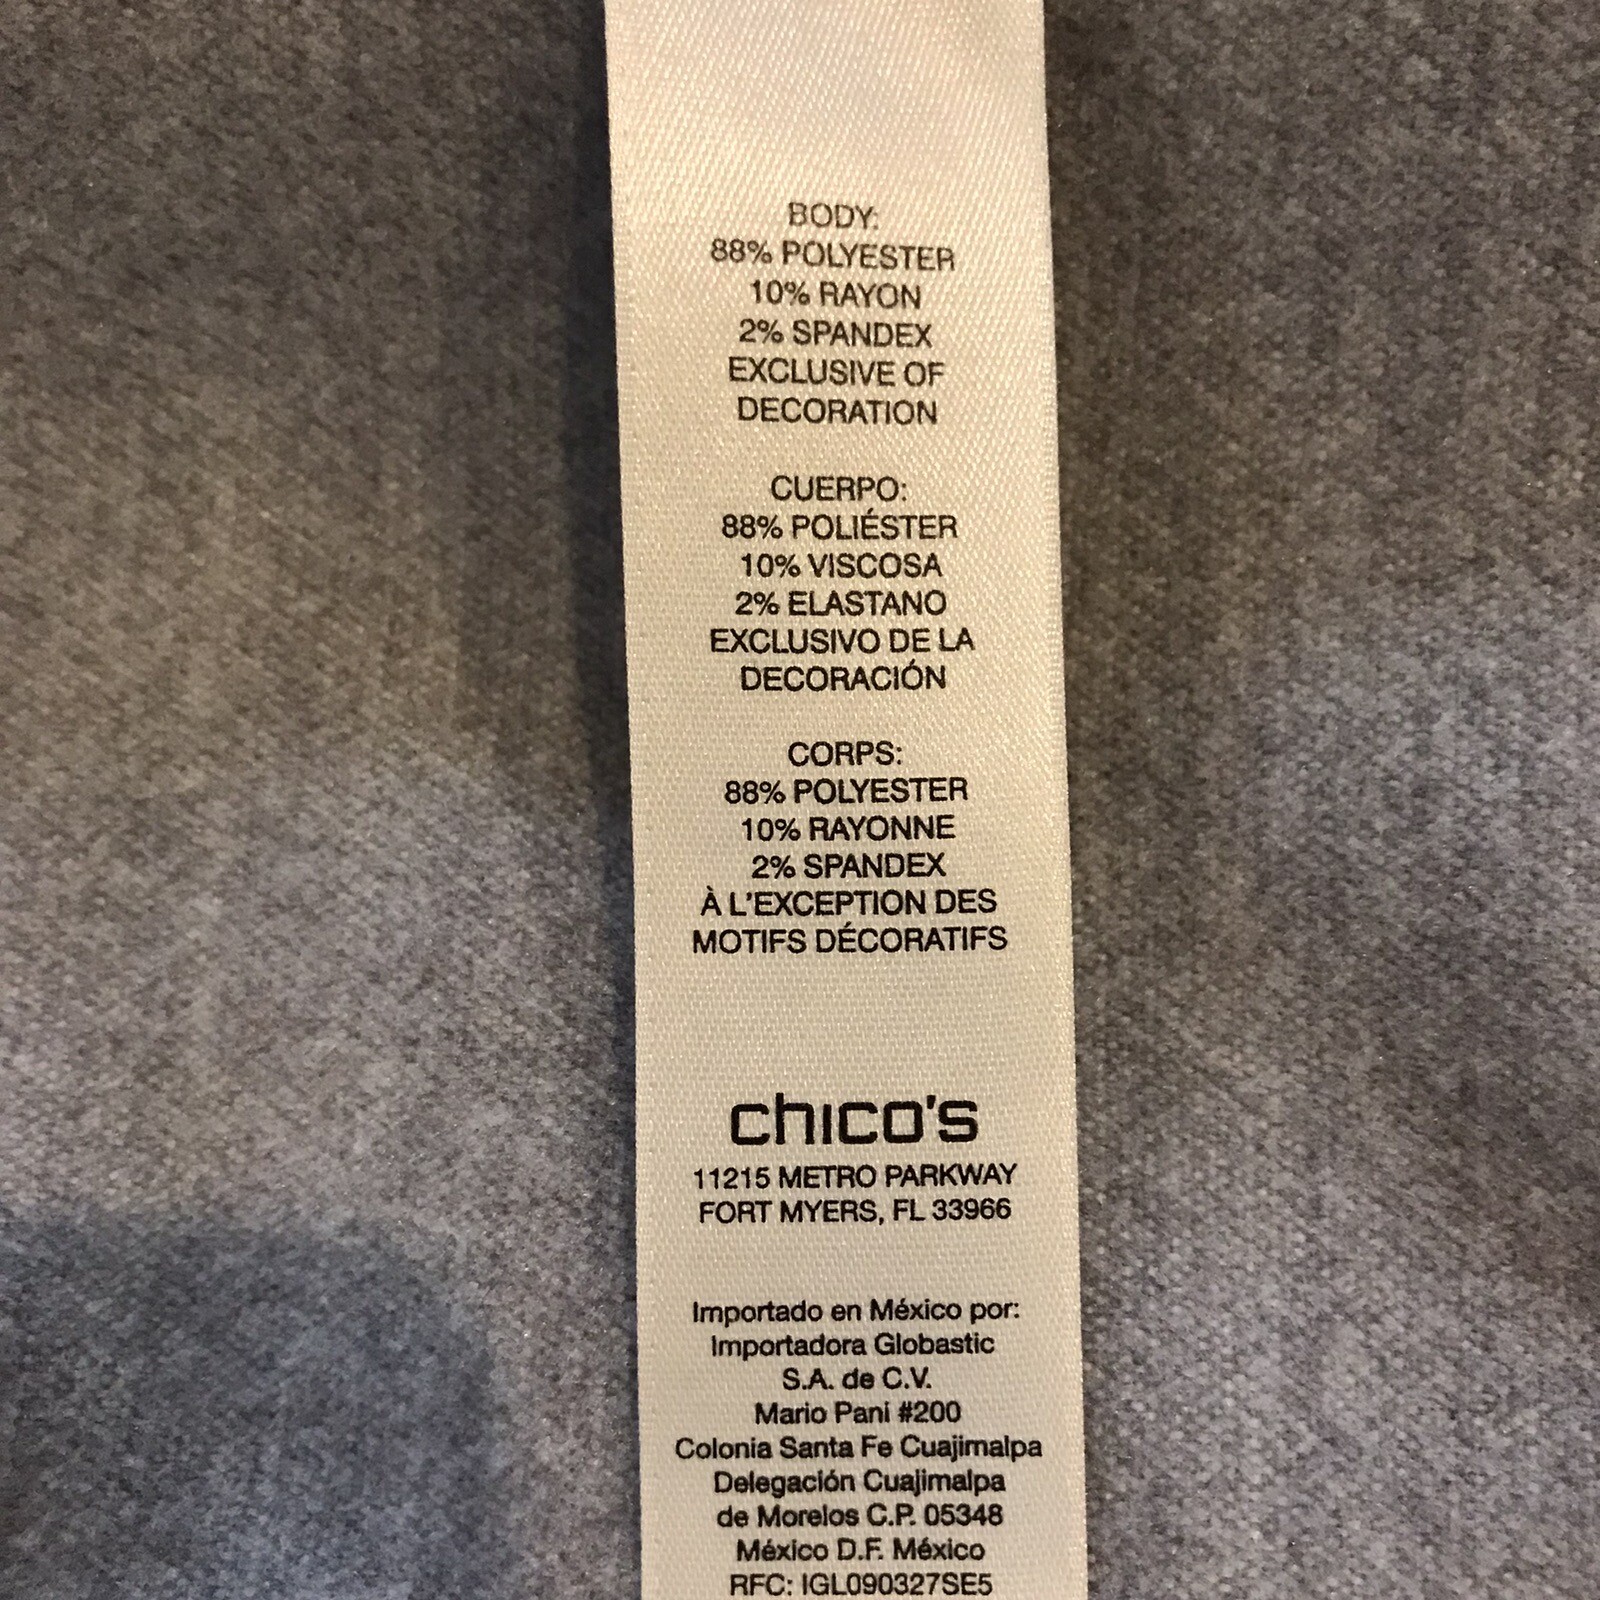 BODY:
88% POLYESTER
10% RAYON
2% SPANDEX
EXCLUSIVE OF
DECORATION
CUERPO:
88% POLIÉSTER
10% VISCOSA
2% ELASTANO
EXCLUSIVO DE LA
DECORACIÓN
CORPS:
88% POLYESTER
10% RAYONNE
2% SPANDEX
À L'EXCEPTION DES
MOTIFS DÉCORATIFS
chico's
11215 METRO PARKWAY
FORT MYERS, FL 33966
Importado en México por:
Importadora Globastic
S.A. de C.V.
Mario Pani #200
Colonia Santa Fe Cuajimalpa
Delegación Cuajimalpa
de Morelos C.P. 05348
México D.F. México
RFC: IGL090327SE5